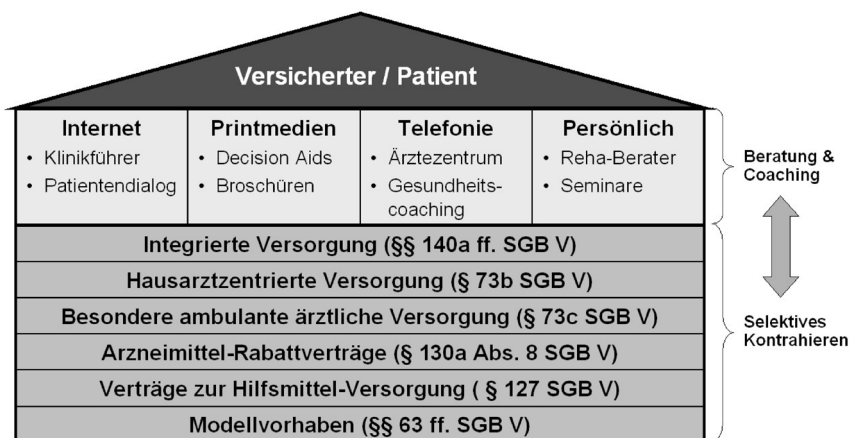 Versicherter / Patient
Internet
• Klinikführer
• Patientendialog
Printmedien
• Decision Aids
• Broschüren
Telefonie
• Ärztezentrum
• Gesundheits-
coaching
Persönlich
• Reha-Berater
• Seminare
Beratung &
Coaching
Integrierte Versorgung (§§ 140a ff. SGB V)
Hausarztzentrierte Versorgung (§ 73b SGB V)
Besondere ambulante ärztliche Versorgung (§ 73c SGB V)
Arzneimittel-Rabattverträge (§ 130a Abs. 8 SGB V)
Verträge zur Hilfsmittel-Versorgung ( § 127 SGB V)
Modellvorhaben (§§ 63 ff. SGB V)
Selektives
Kontrahieren